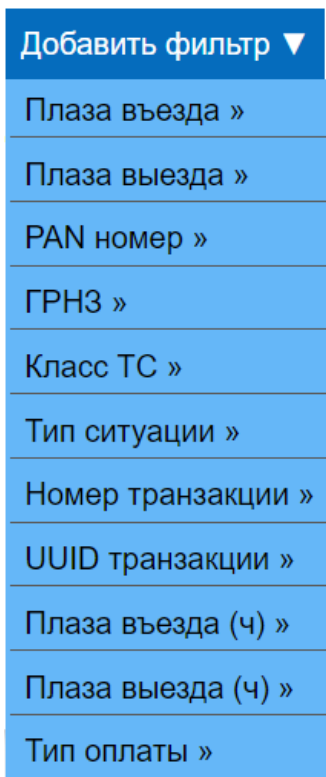 Добавить фильтр ▼
Плаза въезда »
Плаза выезда »
PAN номер »
ГРНЗ »
Класс ТС »
Тип ситуации »
Номер транзакции »
UUID транзакции »
Плаза въезда (ч) »
Плаза выезда (ч) »
Тип оплаты »